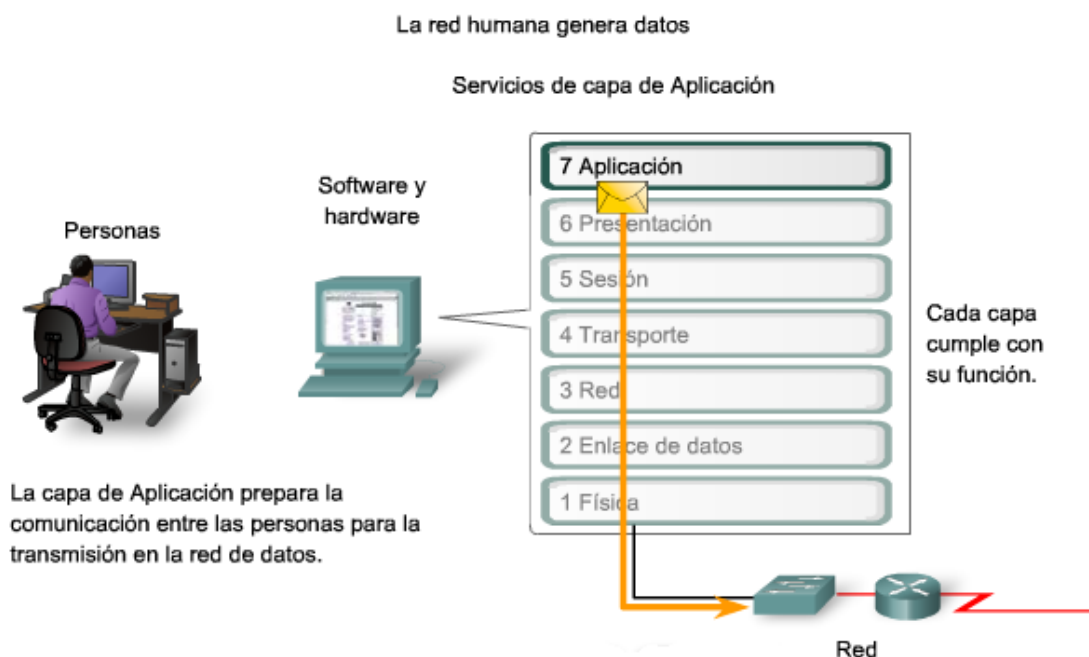 La red humana genera datos
Servicios de capa de Aplicación
Personas
Software y
hardware
7 Aplicación
6 Presentación
5 Sesión
4 Transporte
3 Red
2 Enlace de datos
1 Física
Cada capa
cumple con
su función.
La capa de Aplicación prepara la
comunicación entre las personas para la
transmisión en la red de datos.
Red